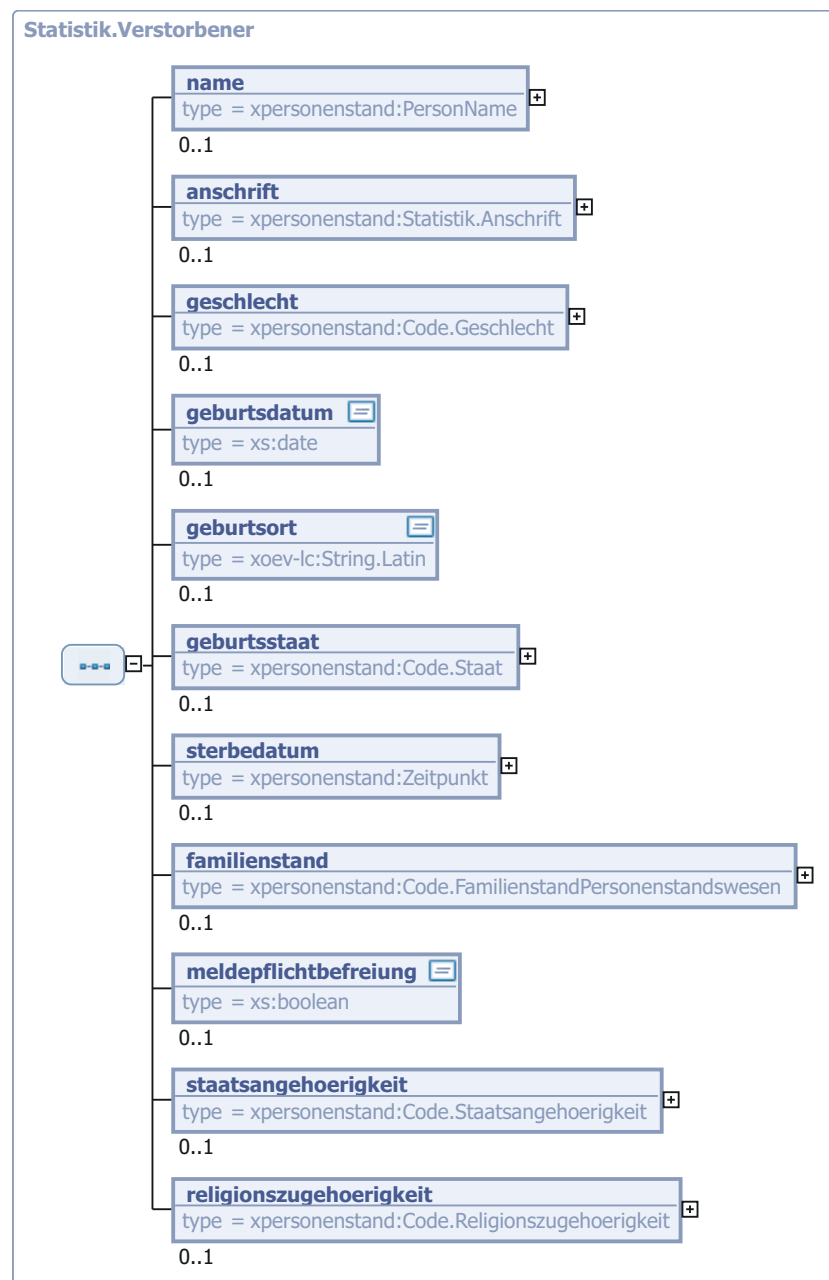 Statistik.Verstorbener
name
type = xpersonenstand:PersonName
0..1
anschrift
type = xpersonenstand:Statistik.Anschrift
0..1
geschlecht
type = xpersonenstand:Code.Geschlecht
0..1
geburtsdatum
type = xs:date
0..1
geburtsort
type = xoev-lc:String.Latin
0..1
geburtsstaat
type = xpersonenstand:Code.Staat
0..1
sterbedatum
type = xpersonenstand:Zeitpunkt
0..1
familienstand
type = xpersonenstand:Code.FamilienstandPersonenstandswesen
0..1
meldepflichtbefreiung
type = xs:boolean
0..1
staatsangehoerigkeit
type = xpersonenstand:Code.Staatsangehoerigkeit
0..1
religionszugehoerigkeit
type = xpersonenstand:Code.Religionszugehoerigkeit
0..1